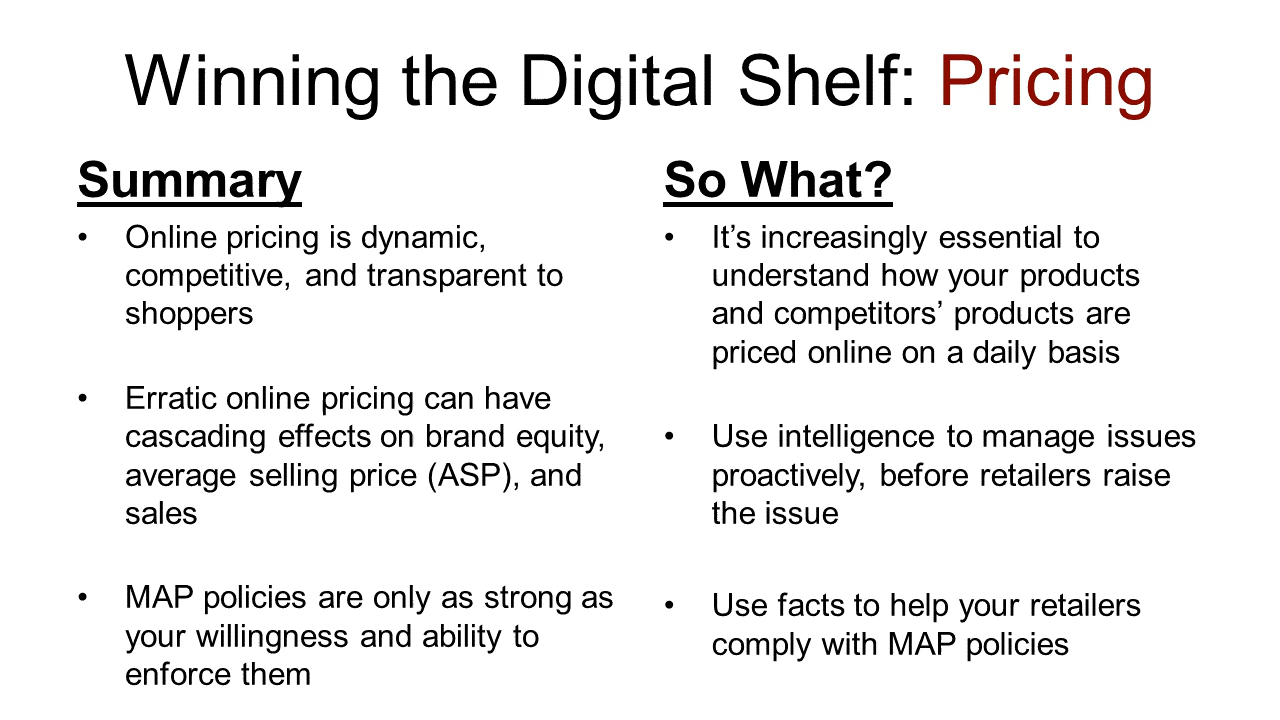 Winning the Digital Shelf: Pricing
Summary
• Online pricing is dynamic,
competitive, and transparent to
shoppers
• Erratic online pricing can have
cascading effects on brand equity,
average selling price (ASP), and
sales
• MAP policies are only as strong as
your willingness and ability to
enforce them
So What?
• It’s increasingly essential to
understand how your products
and competitors’ products are
priced online on a daily basis
• Use intelligence to manage issues
proactively, before retailers raise
the issue
• Use facts to help your retailers
comply with MAP policies